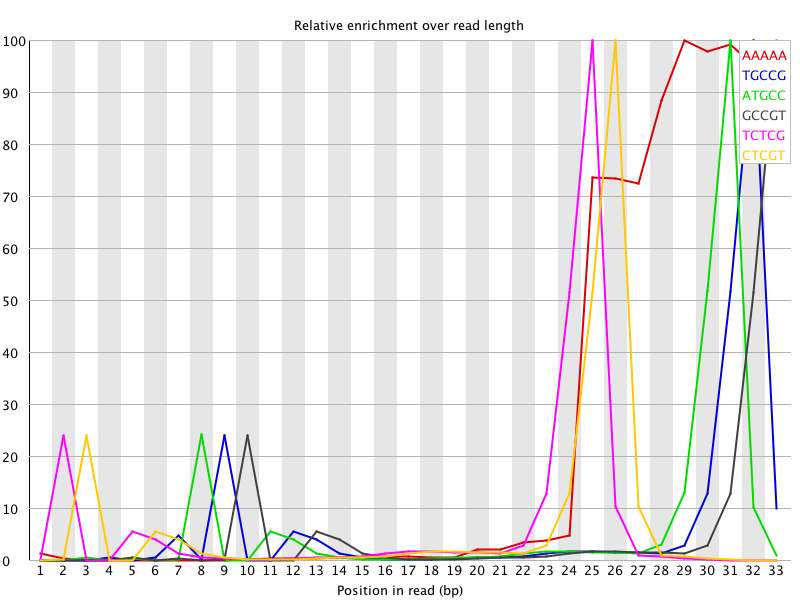 Relative enrichment over read length
100
90
80
70
60
50
40
30
20
10
0
AAAAA
TGCCG
ATGCC
GCCGT
TCTCG
CTCGT
1 2 3 4 5 6 7 8 9 10 11 12 13 14 15 16 17 18 19 20 21 22 23 24 25 26 27 28 29 30 31 32 33
Position in read (bp)